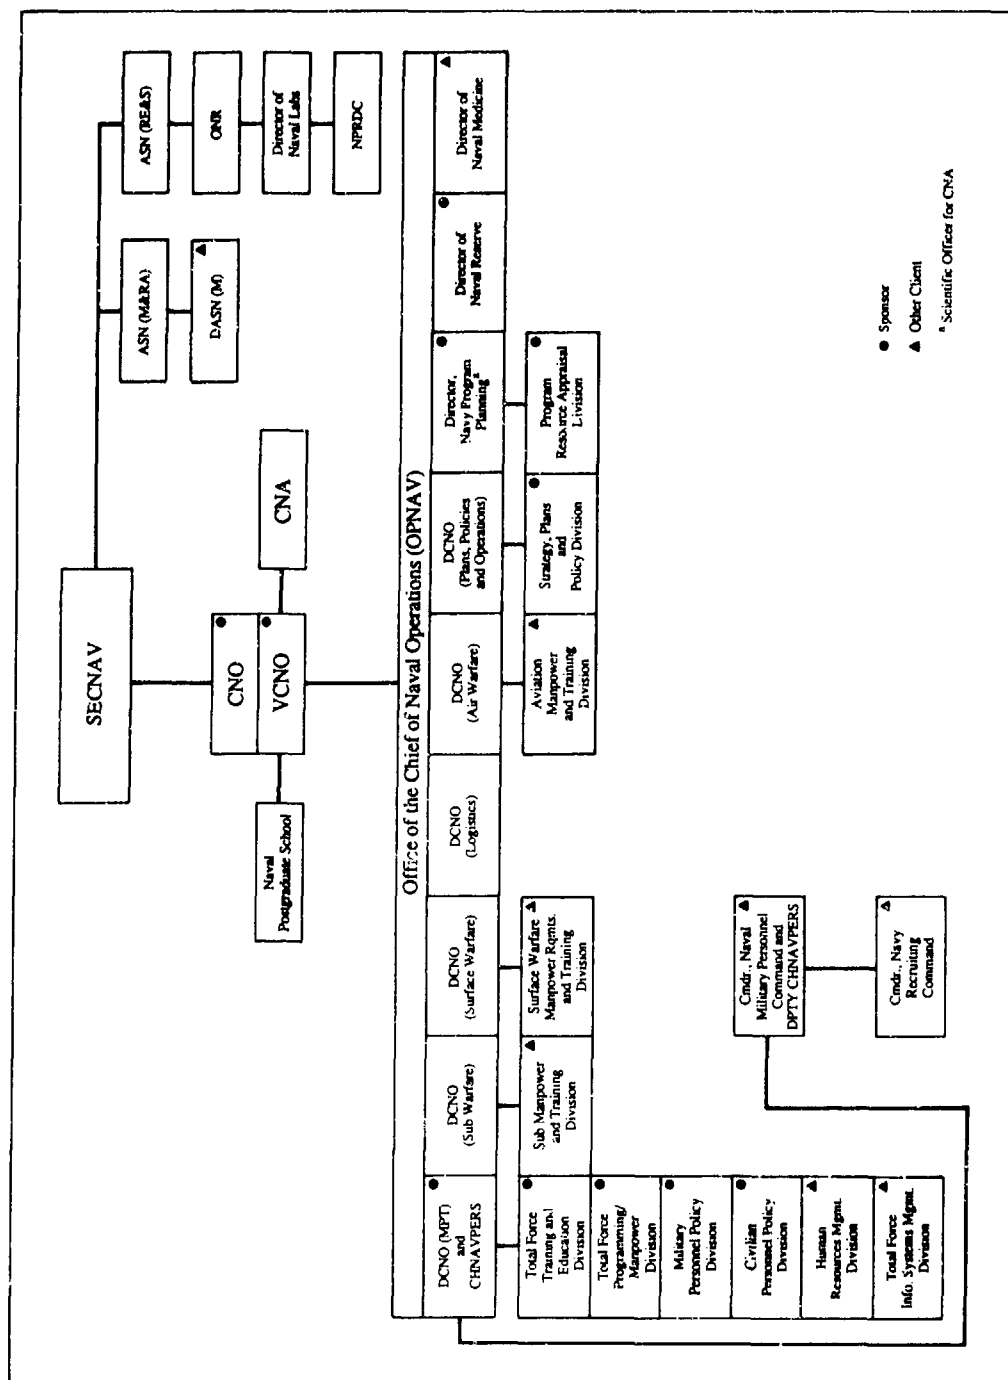 SECNAV
ASN (M&RA)
DASN (M)
ASN (RE&S)
ONR
Director of
Naval Labs
NPRDC
CNO
VCNO
Naval
Postgraduate School
CNA
Office of the Chief of Naval Operations (OPNAV)
DCNO (MPT)
and
CHNAVPERS
DCNO
(Sub Warfare)
DCNO
(Surface Warfare)
DCNO
(Logistics)
DCNO
(Air Warfare)
DCNO
(Plans, Policies
and Operations)
Director,
Navy Program
Planning a
Director of
Naval Reserve
Director of
Naval Medicine
Total Force
Training and
Education
Division
Total Force
Programming/
Manpower
Division
Military
Personnel Policy
Division
Civilian
Personnel Policy
Division
Human
Resources Mgmt.
Division
Total Force
Info. Systems Mgmt.
Division
Sub Manpower
and Training
Division
Surface Warfare
Manpower Rqmts.
and Training
Division
Aviation
Manpower
and Training
Division
Strategy, Plans
and
Policy Division
Program
Resource Appraisal
Division
Cmdr., Naval
Military Personnel
Command and
DPTY CHNAVPERS
Cmdr., Navy
Recruiting
Command
● Sponsor
▲ Other Client
a Scientific Officer for CNA